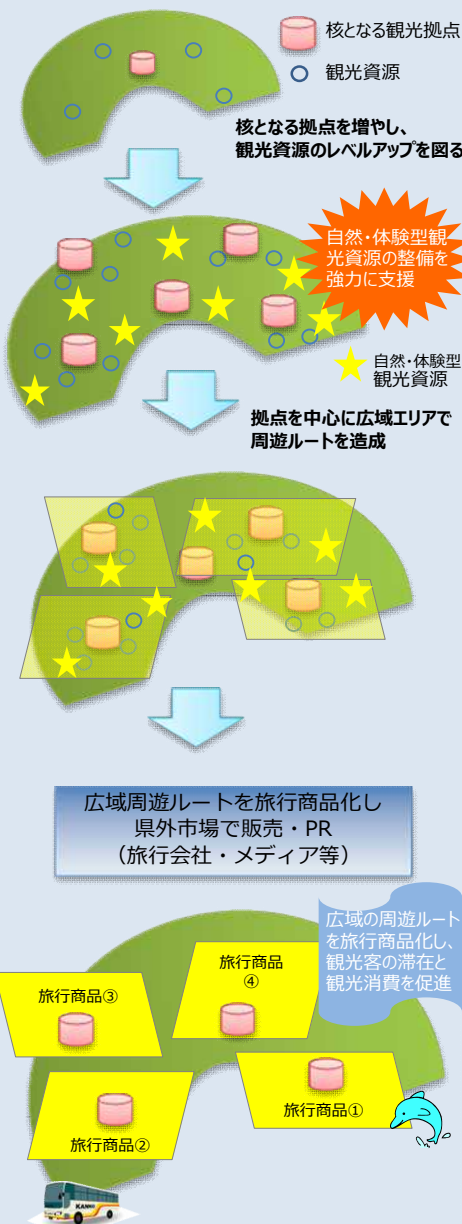 核となる観光拠点
観光資源
核となる拠点を増やし、
観光資源のレベルアップを図る
自然・体験型観
光資源の整備を
強力に支援
自然・体験型
観光資源
拠点を中心に広域エリアで
周遊ルートを造成
広域周遊ルートを旅行商品化し
県外市場で販売・PR
（旅行会社・メディア等）
広域の周遊ルート
を旅行商品化し、
観光客の滞在と
観光消費を促進
旅行商品
④
旅行商品③
旅行商品①
旅行商品②
KANKO